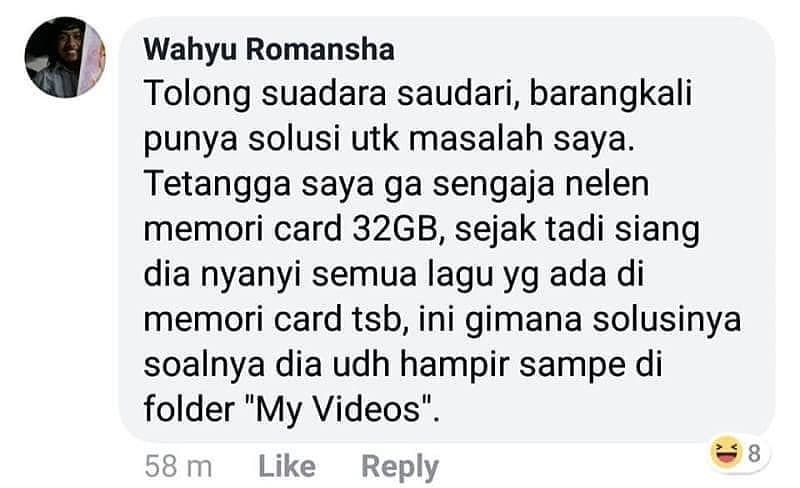 Wahyu Romansha
Tolong suadara saudari, barangkali
punya solusi utk masalah saya.
Tetangga saya ga sengaja nelen
memori card 32GB, sejak tadi siang
dia nyanyi semua lagu yg ada di
memori card tsb, ini gimana solusinya
soalnya dia udh hampir sampe di
folder "My Videos".
58 m Like Reply 8